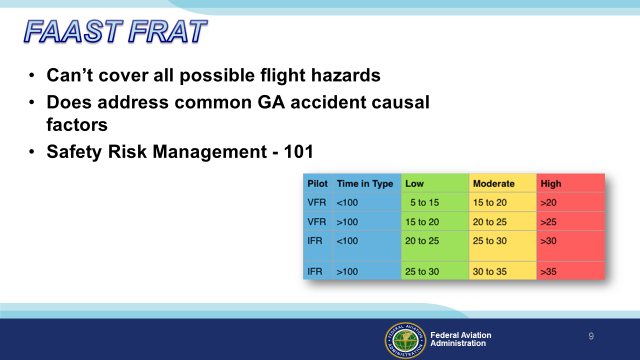 FAAST FRAT
• Can't cover all possible flight hazards
• Does address common GA accident causal
factors
• Safety Risk Management - 101
Pilot Time in Type Low Moderate High
VFR <100 5 to 15 15 to 20 >20
VFR >100 15 to 20 20 to 25 >25
IFR <100 20 to 25 25 to 30 >30
IFR >100 25 to 30 30 to 35 >35
Federal Aviation
Administration
9